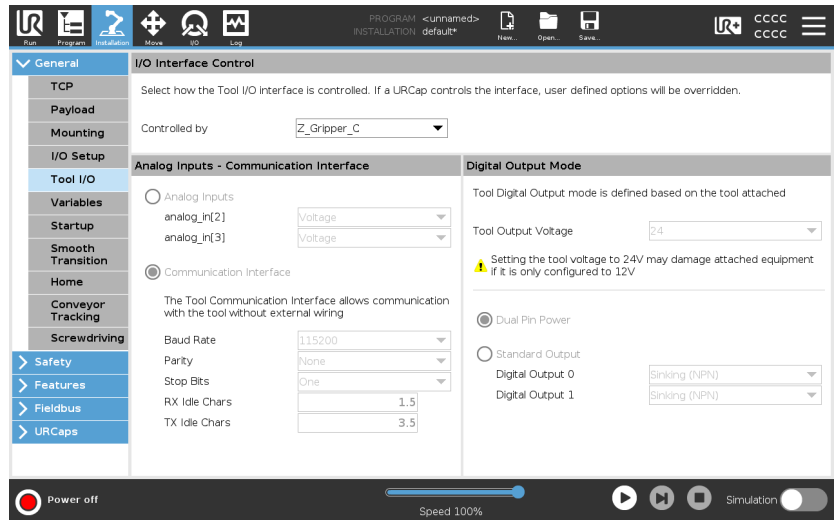 PROGRAM <unnamed>
INSTALLATION default*
Run
Program
Installation
Move
I/O
Log
New...
Open...
Save...
UR+
CCCC
CCCC
General
TCP
Payload
Mounting
I/O Setup
Tool I/O
Variables
Startup
Smooth
Transition
Home
Conveyor
Tracking
Screwdriving
Safety
Features
Fieldbus
URCaps
I/O Interface Control
Select how the Tool I/O interface is controlled. If a URCap controls the interface, user defined options will be overridden.
Controlled by
Z_Gripper_C
Analog Inputs - Communication Interface
Analog Inputs
analog_in[2]
Voltage
analog_in[3]
Voltage
Communication Interface
The Tool Communication Interface allows communication
with the tool without external wiring
Baud Rate
115200
Parity
None
Stop Bits
One
RX Idle Chars
1.5
TX Idle Chars
3.5
Digital Output Mode
Tool Digital Output mode is defined based on the tool attached
Tool Output Voltage
24
Setting the tool voltage to 24V may damage attached equipment
if it is only configured to 12V
Dual Pin Power
Standard Output
Digital Output 0
Sinking (NPN)
Digital Output 1
Sinking (NPN)
Power off
Speed 100%
Simulation